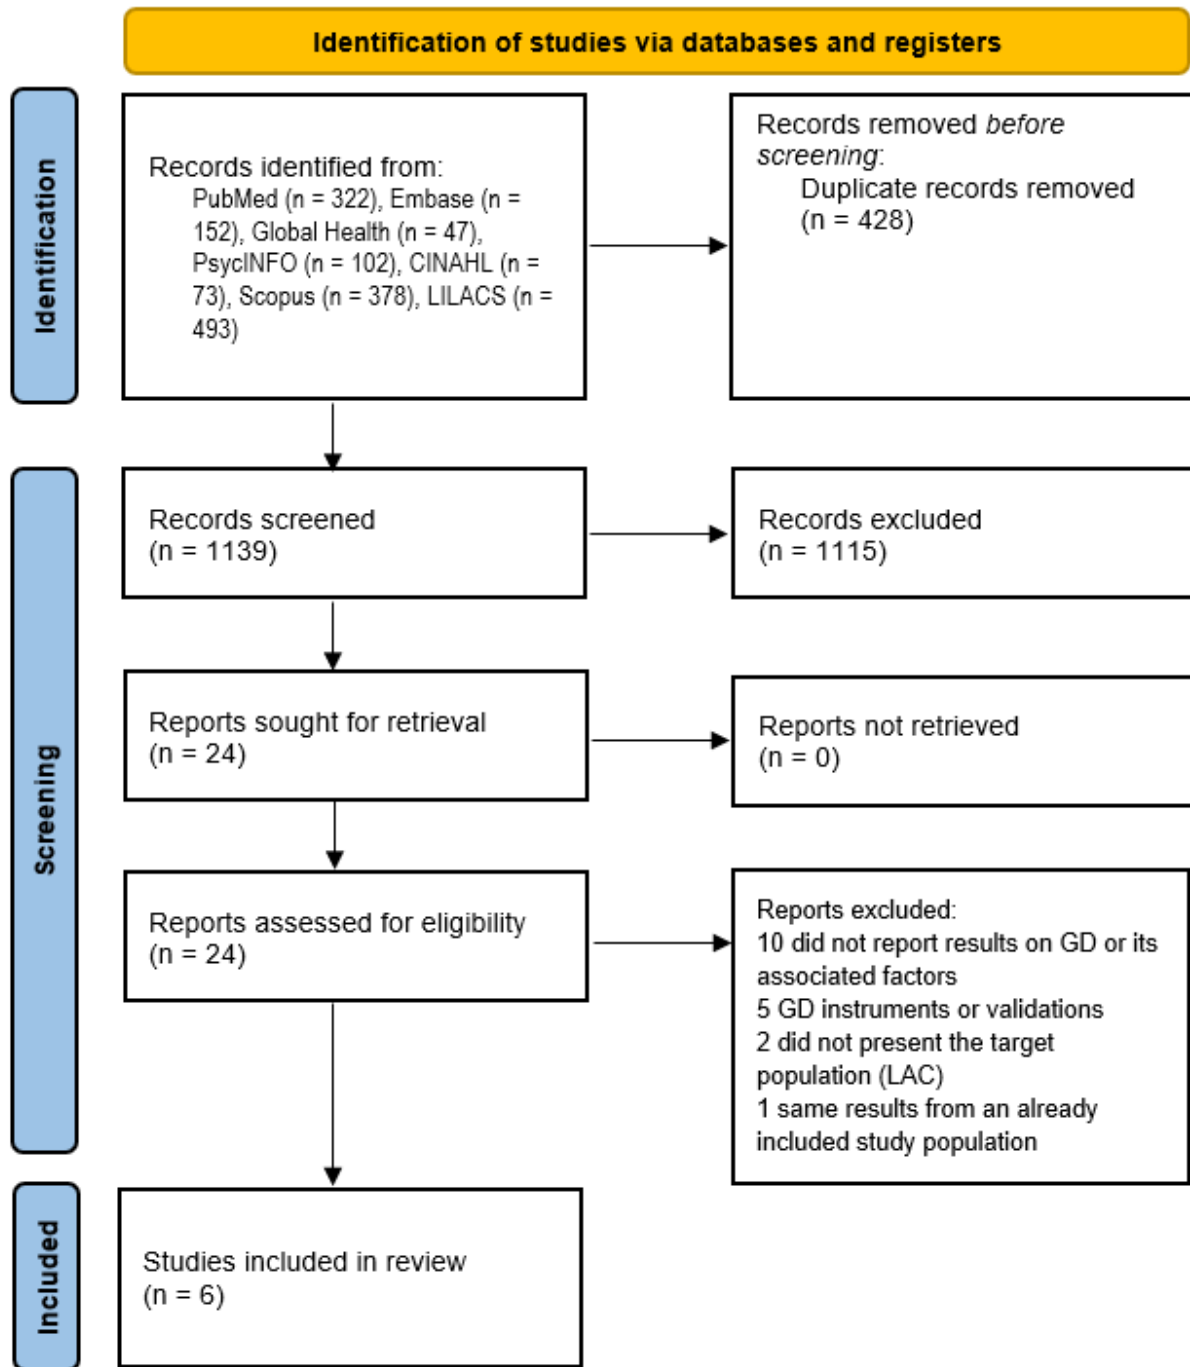 Identification of studies via databases and registers
Identification
Records identified from:
PubMed (n = 322), Embase (n =
152), Global Health (n = 47),
PsycINFO (n = 102), CINAHL (n =
73), Scopus (n = 378), LILACS (n =
493)
Records removed before
screening:
Duplicate records removed
(n = 428)
Screening
Records screened
(n = 1139)
Records excluded
(n = 1115)
Reports sought for retrieval
(n = 24)
Reports not retrieved
(n = 0)
Reports assessed for eligibility
(n = 24)
Reports excluded:
10 did not report results on GD or its
associated factors
5 GD instruments or validations
2 did not present the target
population (LAC)
1 same results from an already
included study population
Included
Studies included in review
(n = 6)